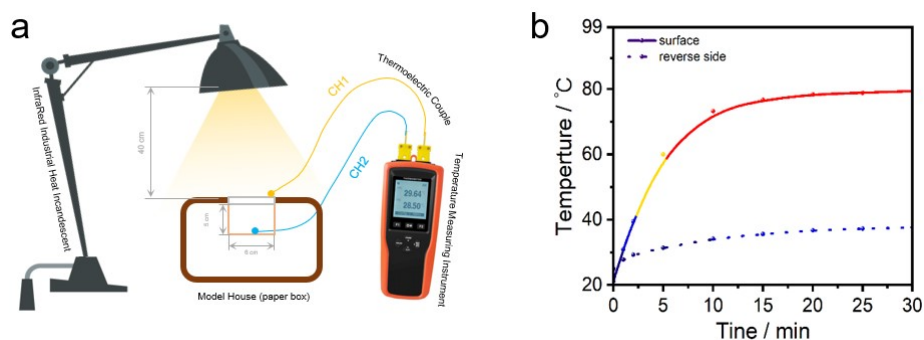 a
InfraRed Industrial Heat Incandescent
40 cm
CH1
CH2
Thermoelectric Couple
Temperature Measuring Instrument
29.64
28.50
5 cm
6 cm
Model House (paper box)
b
Temperture / °C
99
80
60
40
20
surface
reverse side
0
5
10
15
20
25
30
Tine / min